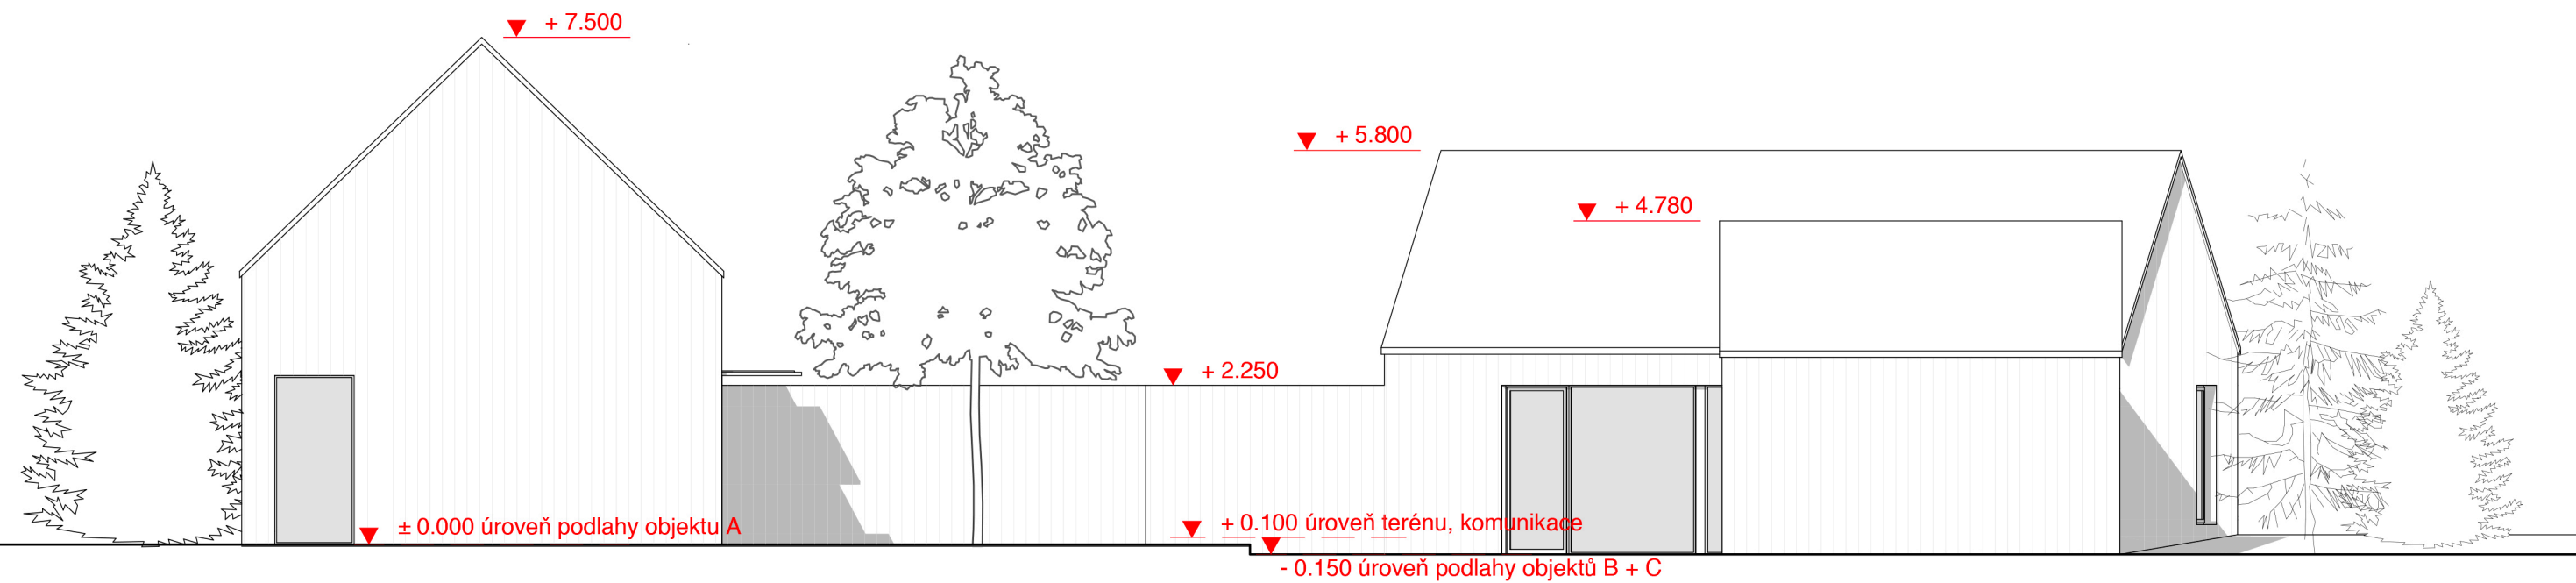 + 7.500
+ 5.800
+ 4.780
+ 2.250
± 0.000 úroveň podlahy objektu A
+ 0.100 úroveň terénu, komunikace
- 0.150 úroveň podlahy objektů B + C